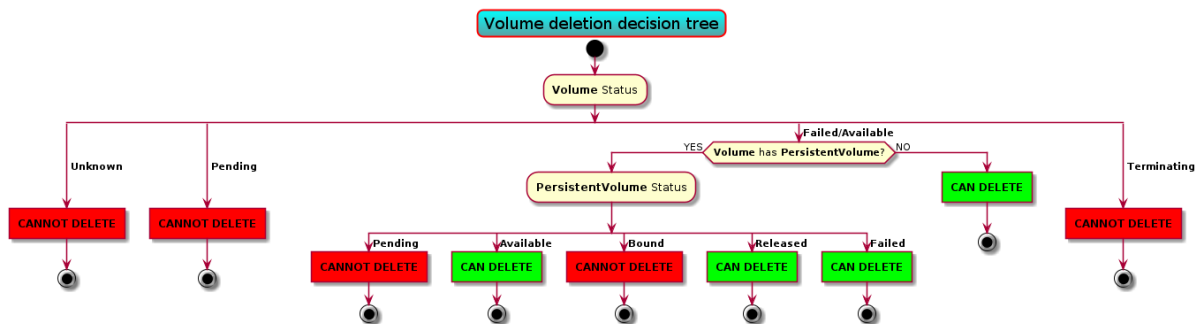 Volume deletion decision tree
Volume Status
Failed/Available
YES
Volume has PersistentVolume?
NO
Unknown
Pending
Terminating
PersistentVolume Status
CAN DELETE
CANNOT DELETE
CANNOT DELETE
CANNOT DELETE
Pending
Available
Bound
Released
Failed
CANNOT DELETE
CAN DELETE
CANNOT DELETE
CAN DELETE
CAN DELETE